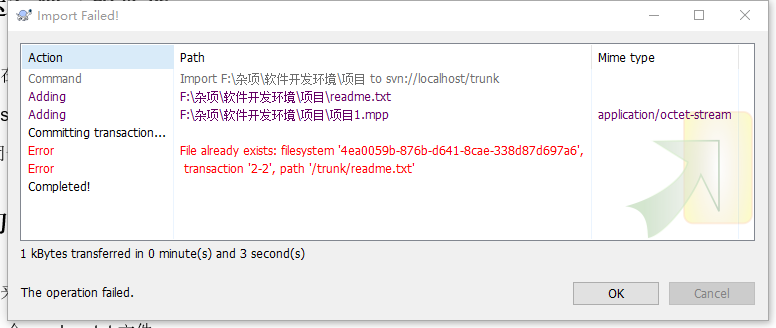 Import Failed!
Action Path Mime type
Command Import F:\杂项\软件开发环境\项目 to svn://localhost/trunk
Adding F:\杂项\软件开发环境\项目\readme.txt
Adding F:\杂项\软件开发环境\项目\项目1.mpp application/octet-stream
Committing transaction...
Error File already exists: filesystem '4ea0059b-876b-d641-8cae-338d87d697a6',
Error transaction '2-2', path '/trunk/readme.txt'
Completed!
1 kBytes transferred in 0 minute(s) and 3 second(s)
The operation failed.
OK Cancel